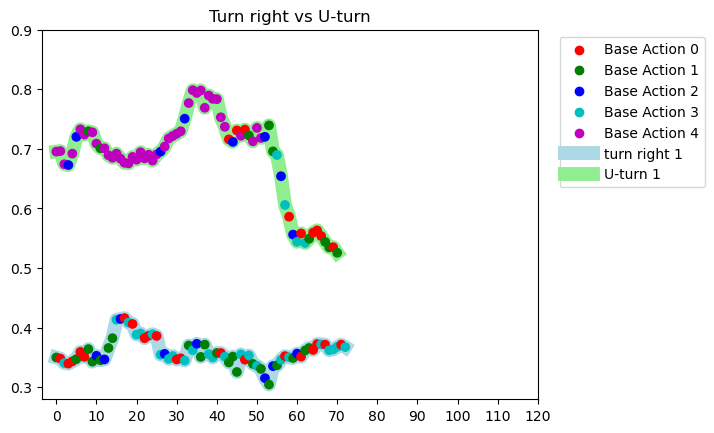 Turn right vs U-turn
0.9
0.8
0.7
0.6
0.5
0.4
0.3
0 10 20 30 40 50 60 70 80 90 100 110 120
Base Action 0
Base Action 1
Base Action 2
Base Action 3
Base Action 4
turn right 1
U-turn 1